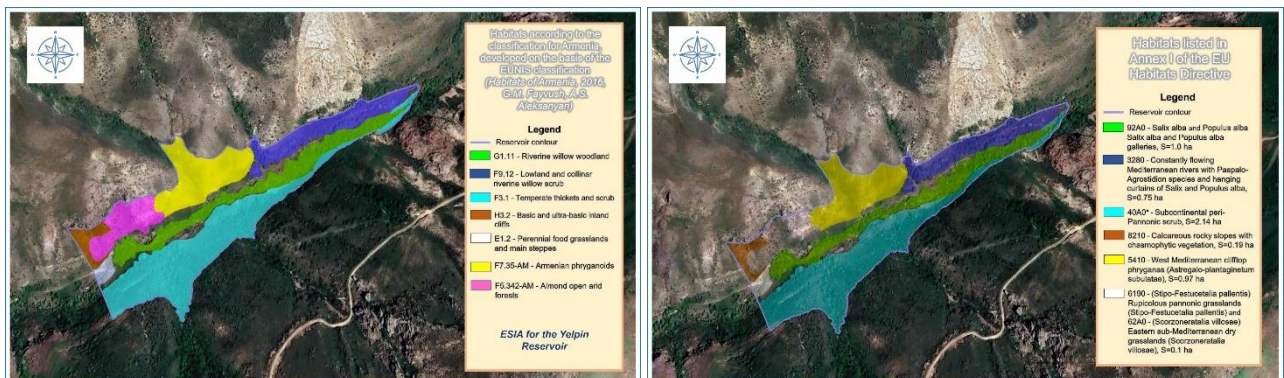 Habitats according to the
classification for Armenia,
developed on the basis of the
EUNIS classification
(Habitats of Armenia, 2016,
G.M. Fayvush, A.S.
Aleksanyan)
Legend
Reservoir contour
G1.11 - Riverine willow woodland
F9.12 - Lowland and colliner
riverine willow scrub
F3.1 - Temperate thickets and scrub
H3.2 - Basic and ultra-basic inland
cliffs
E1.2 - Perennial food grasslands
and main steppes
F7.35-AM - Armenian phryganoids
F5.342-AM - Almond open arid
forests
ESIA for the Yelpin
Reservoir
Habitats listed in
Annex I of the EU
Habitats Directive
Legend
Reservoir contour
92A0 - Salix alba and Populus alba
Salix alba and Populus alba
galleries, S=1.0 ha
3280 - Constantly flowing
Mediterranean rivers with Paspalo-
Agrostidion species and hanging
curtains of Salix and Populus alba,
S=0.75 ha
40A0* - Subcontinental peri-
Pannonic scrub, S=2.14 ha
8210 - Calcareous rocky slopes with
chasmophytic vegetation, S=0.19 ha
5410 - West Mediterranean clifftop
phryganas (Astregalo-plantaginetum
subulatae), S=0.97 ha
6190 - (Stipo-Festucetalia pallentis)
Rupicolous pannonic grasslands
(Stipo-Festucetalia pallentis) and
62A0 - (Scorzoneratalia villceae)
Eastern sub-Mediterranean dry
grasslands (Scorzoneratalia
villosae), S=0.1 ha